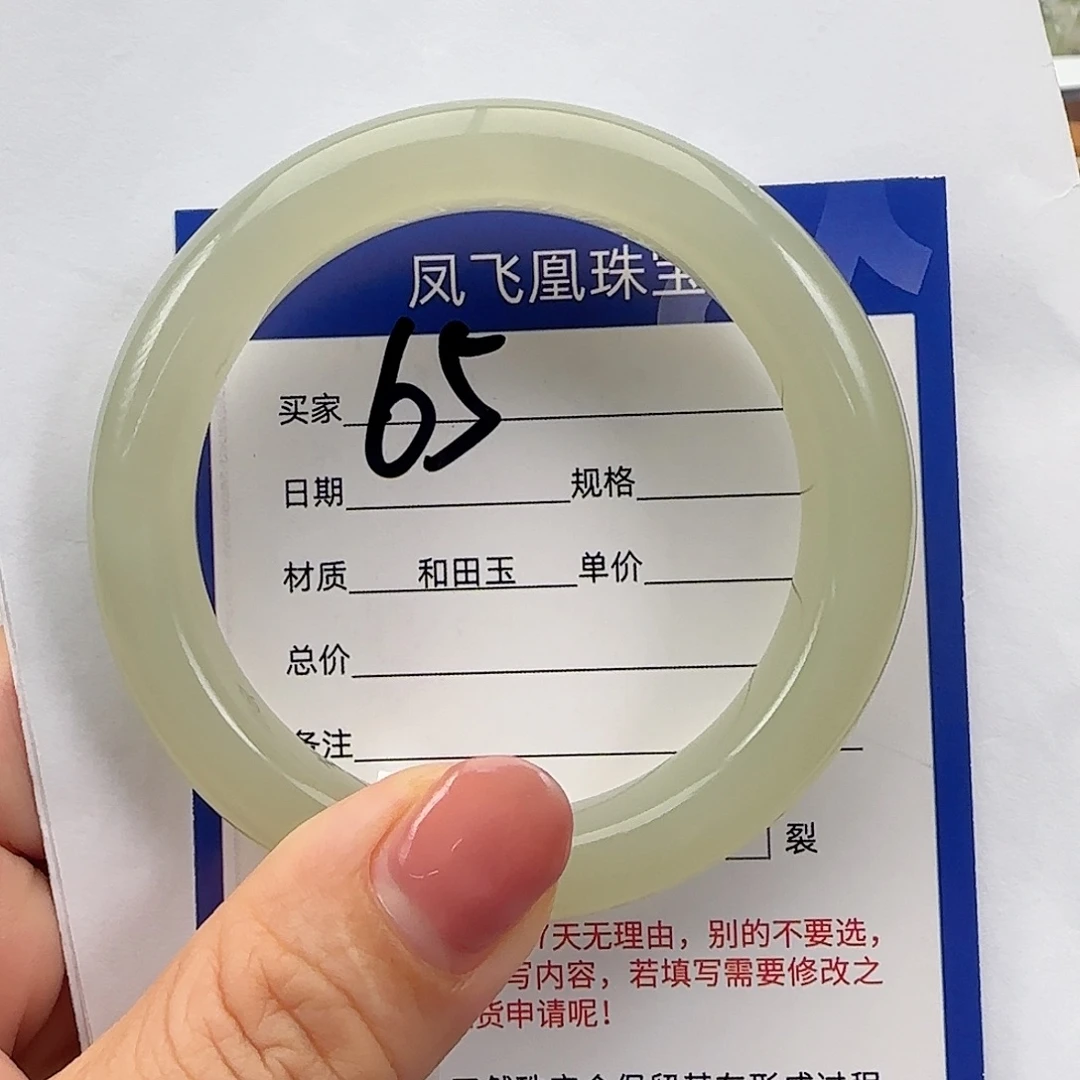 凤飞凰珠宝
买家 65
日期 规格
材质 和田玉 单价
总价
备注
裂
7天无理由，别的不要选，
写内容，若填写需要修改之
货申请呢！